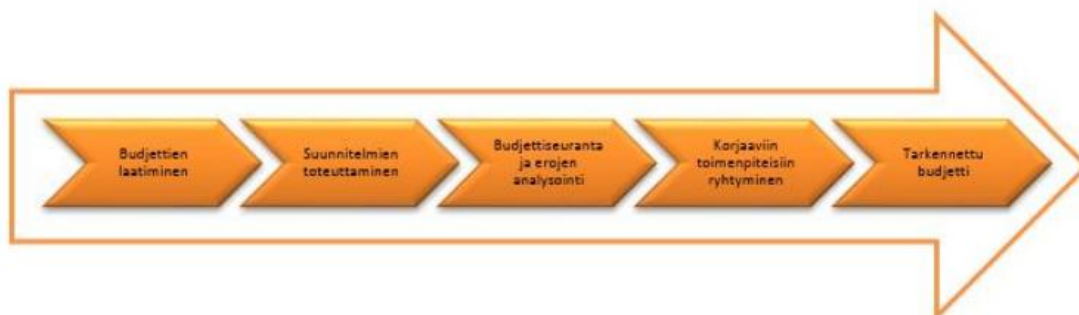 Budjettien
laatiminen
Suunnitelmien
toteuttaminen
Budjettiseuranta
ja erojen
analysointi
Korjaaviin
toimenpiteisiin
ryhtyminen
Tarkennettu
budjetti